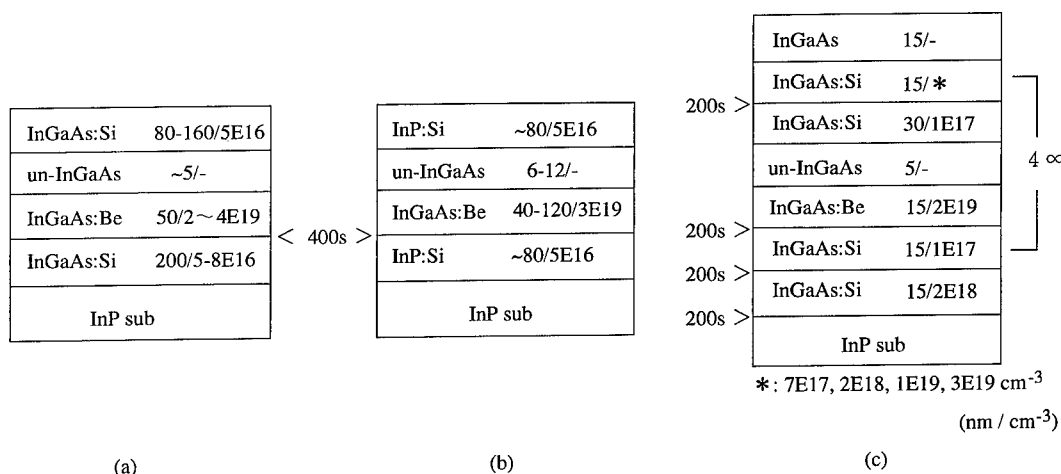 InGaAs:Si 80-160/5E16
un-InGaAs ~5/-
InGaAs:Be 50/2～4E19
InGaAs:Si 200/5-8E16
InP sub
(a)
< 400s >
InP:Si ~80/5E16
un-InGaAs 6-12/-
InGaAs:Be 40-120/3E19
InP:Si ~80/5E16
InP sub
(b)
InGaAs 15/-
InGaAs:Si 15/*
200s >
InGaAs:Si 30/1E17
un-InGaAs 5/-
InGaAs:Be 15/2E19
200s >
InGaAs:Si 15/1E17
200s >
InGaAs:Si 15/2E18
200s >
InP sub
4 ∝
*: 7E17, 2E18, 1E19, 3E19 cm⁻³
(nm / cm⁻³)
(c)